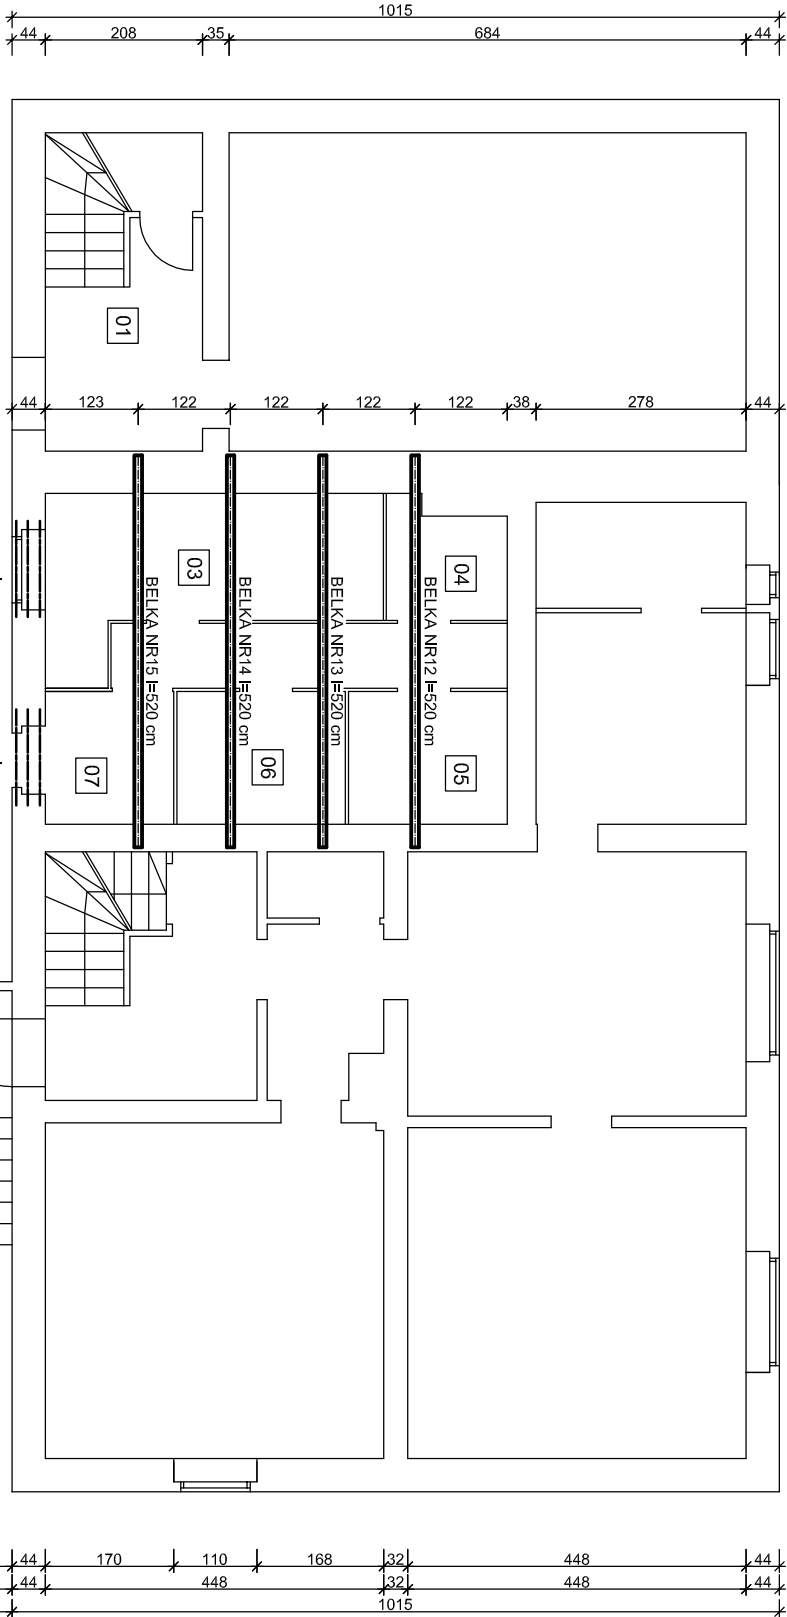 1015
44 208 35 684 44
01
44 123 122 122 122 122 38 278 44
03
04
BELKA NR15 l=520 cm
BELKA NR14 l=520 cm
BELKA NR13 l=520 cm
BELKA NR12 l=520 cm
07
06
05
44 170 110 168 32 448 44
44 448 32 448 44
1015